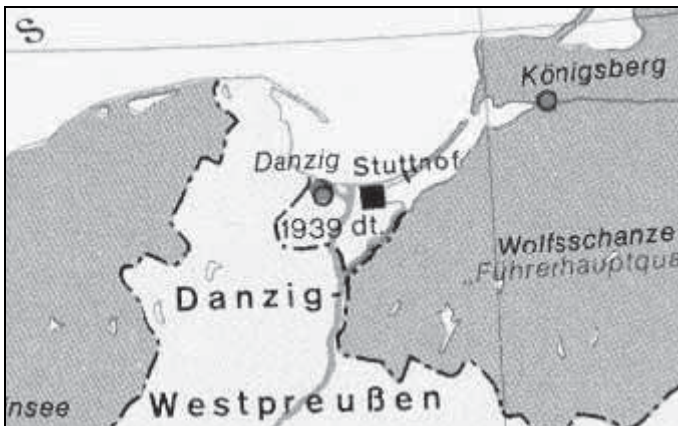 S
Königsberg
Danzig Stutthof
1939 dt.
Wolfsschanze
„Führerhauptqua
Danzig-
Westpreußen
nsee